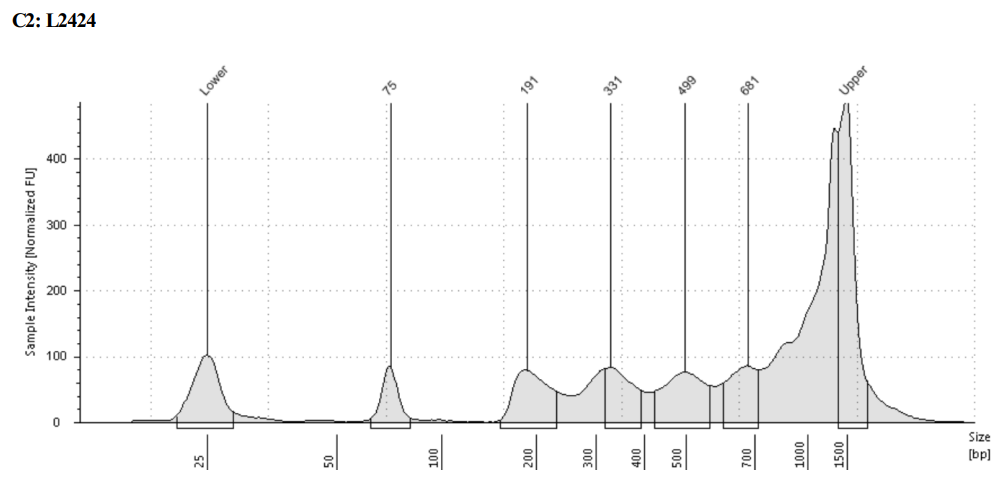 C2: L2424
Lower 75 191 331 499 681 Upper
Sample Intensity [Normalized FU]
400
300
200
100
0
25 50 100 200 300 400 500 700 1000 1500
Size
[bp]